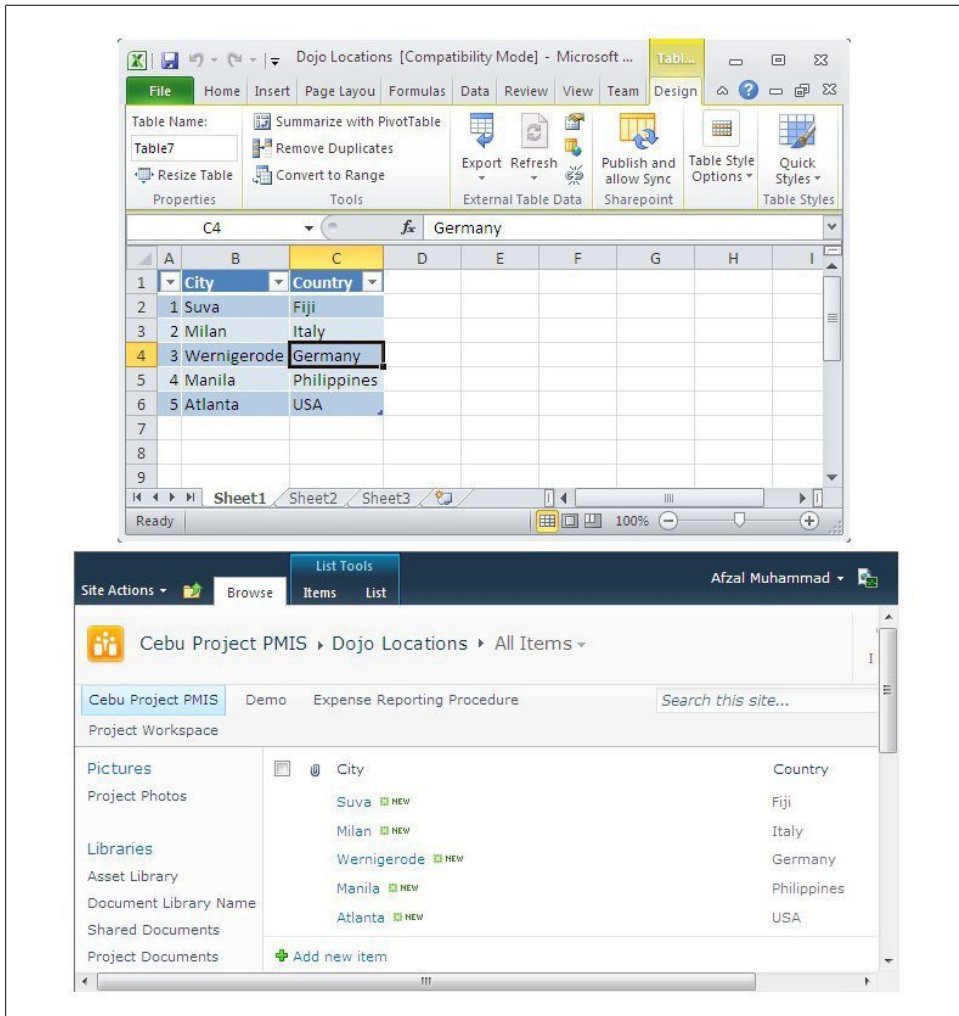 Dojo Locations [Compatibility Mode] - Microsoft ... Tabl...
File Home Insert Page Layou Formulas Data Review View Team Design
Table Name:
Table7
Resize Table
Properties
Summarize with PivotTable
Remove Duplicates
Convert to Range
Tools
Export Refresh
External Table Data
Publish and allow Sync
Sharepoint
Table Style Options
Quick Styles
Table Styles
C4 fx Germany
A B C D E F G H I
1 City Country
2 1 Suva Fiji
3 2 Milan Italy
4 3 Wernigerode Germany
5 4 Manila Philippines
6 5 Atlanta USA
7
8
9
Sheet1 Sheet2 Sheet3
Ready 100%
List Tools
Site Actions Browse Items List Afzal Muhammad
Cebu Project PMIS Dojo Locations All Items
I
Cebu Project PMIS Demo Expense Reporting Procedure Search this site...
Project Workspace
Pictures
Project Photos
Libraries
Asset Library
Document Library Name
Shared Documents
Project Documents
City Country
Suva NEW Fiji
Milan NEW Italy
Wernigerode NEW Germany
Manila NEW Philippines
Atlanta NEW USA
Add new item